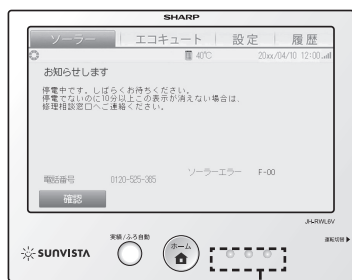 SHARP
ソーラー エコキュート 設定 履歴
40℃ 20xx/04/10 12:00
お知らせします
停電中です。しばらくお待ちください。
停電でないのに10分以上この表示が消えない場合は、
修理相談窓口へご連絡ください。
ソーラーエラー F-00
電話番号 0120-525-385
確認
JH-RWL6V
実績/ふろ自動 ホーム 運転切替
SUNVISTA